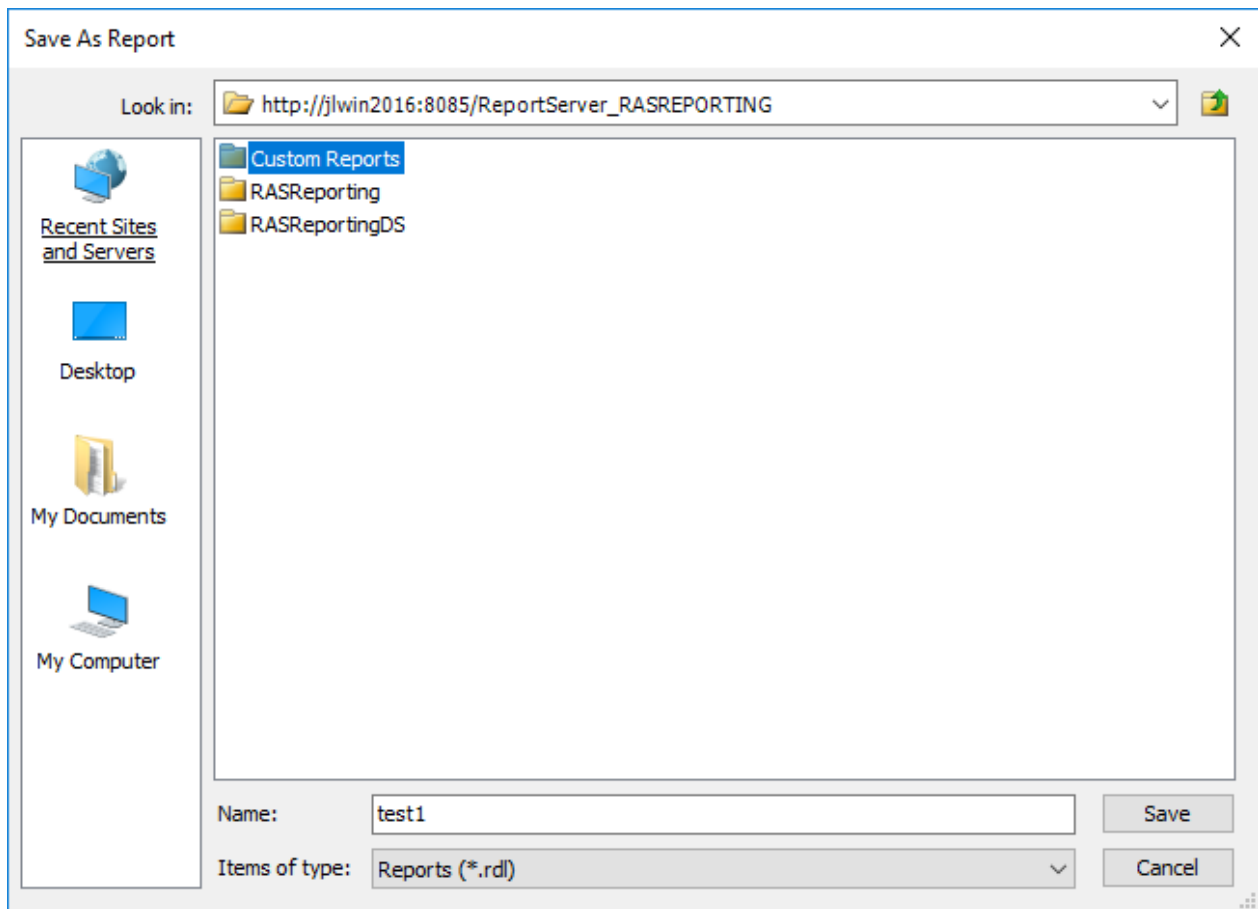 Save As Report
Look in:
http://jlwin2016:8085/ReportServer_RASREPORTING
Recent Sites
and Servers
Desktop
My Documents
My Computer
Custom Reports
RASReporting
RASReportingDS
Name:
test1
Save
Items of type:
Reports (*.rdl)
Cancel